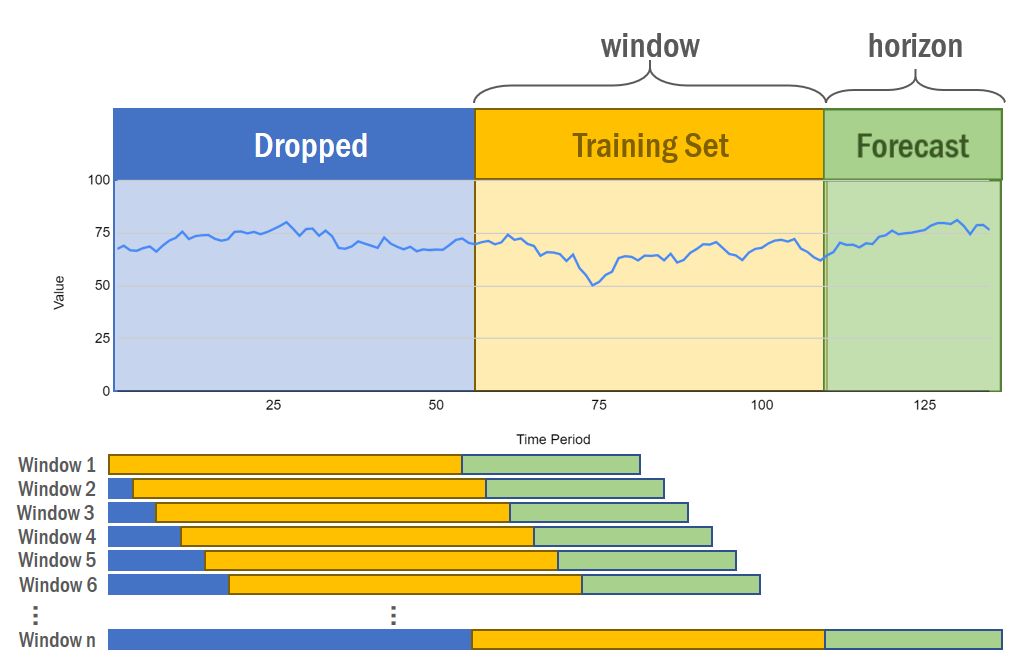 window
horizon
Dropped
Training Set
Forecast
100
75
50
25
0
Value
25
50
75
100
125
Time Period
Window 1
Window 2
Window 3
Window 4
Window 5
Window 6
Window n